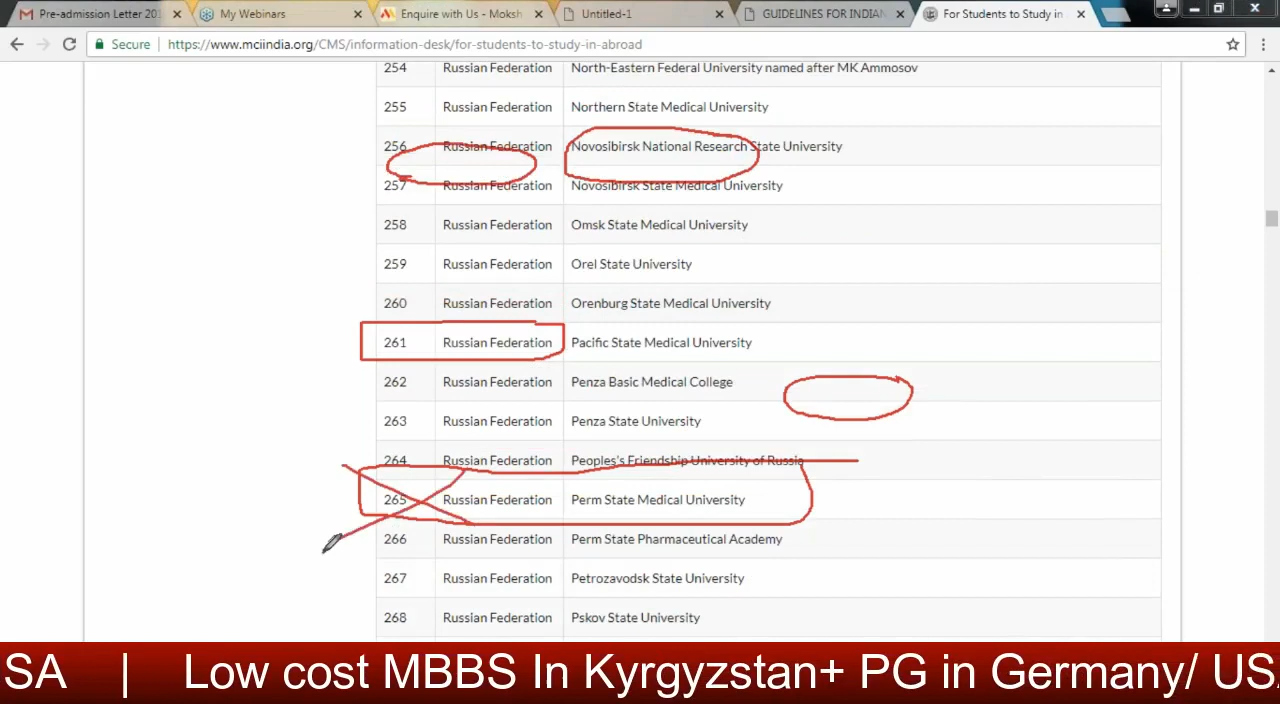 Pre-admission Letter 201
My Webinars
Enquire with Us - Moksh
Untitled-1
GUIDELINES FOR INDIAN
For Students to Study in
Secure
https://www.mciindia.org/CMS/information-desk/for-students-to-study-in-abroad
254 Russian Federation North-Eastern Federal University named after MK Ammosov
255 Russian Federation Northern State Medical University
256 Russian Federation Novosibirsk National Research State University
257 Russian Federation Novosibirsk State Medical University
258 Russian Federation Omsk State Medical University
259 Russian Federation Orel State University
260 Russian Federation Orenburg State Medical University
261 Russian Federation Pacific State Medical University
262 Russian Federation Penza Basic Medical College
263 Russian Federation Penza State University
264 Russian Federation Peoples's Friendship University of Russia
265 Russian Federation Perm State Medical University
266 Russian Federation Perm State Pharmaceutical Academy
267 Russian Federation Petrozavodsk State University
268 Russian Federation Pskov State University
SA | Low cost MBBS In Kyrgyzstan+ PG in Germany/ USA